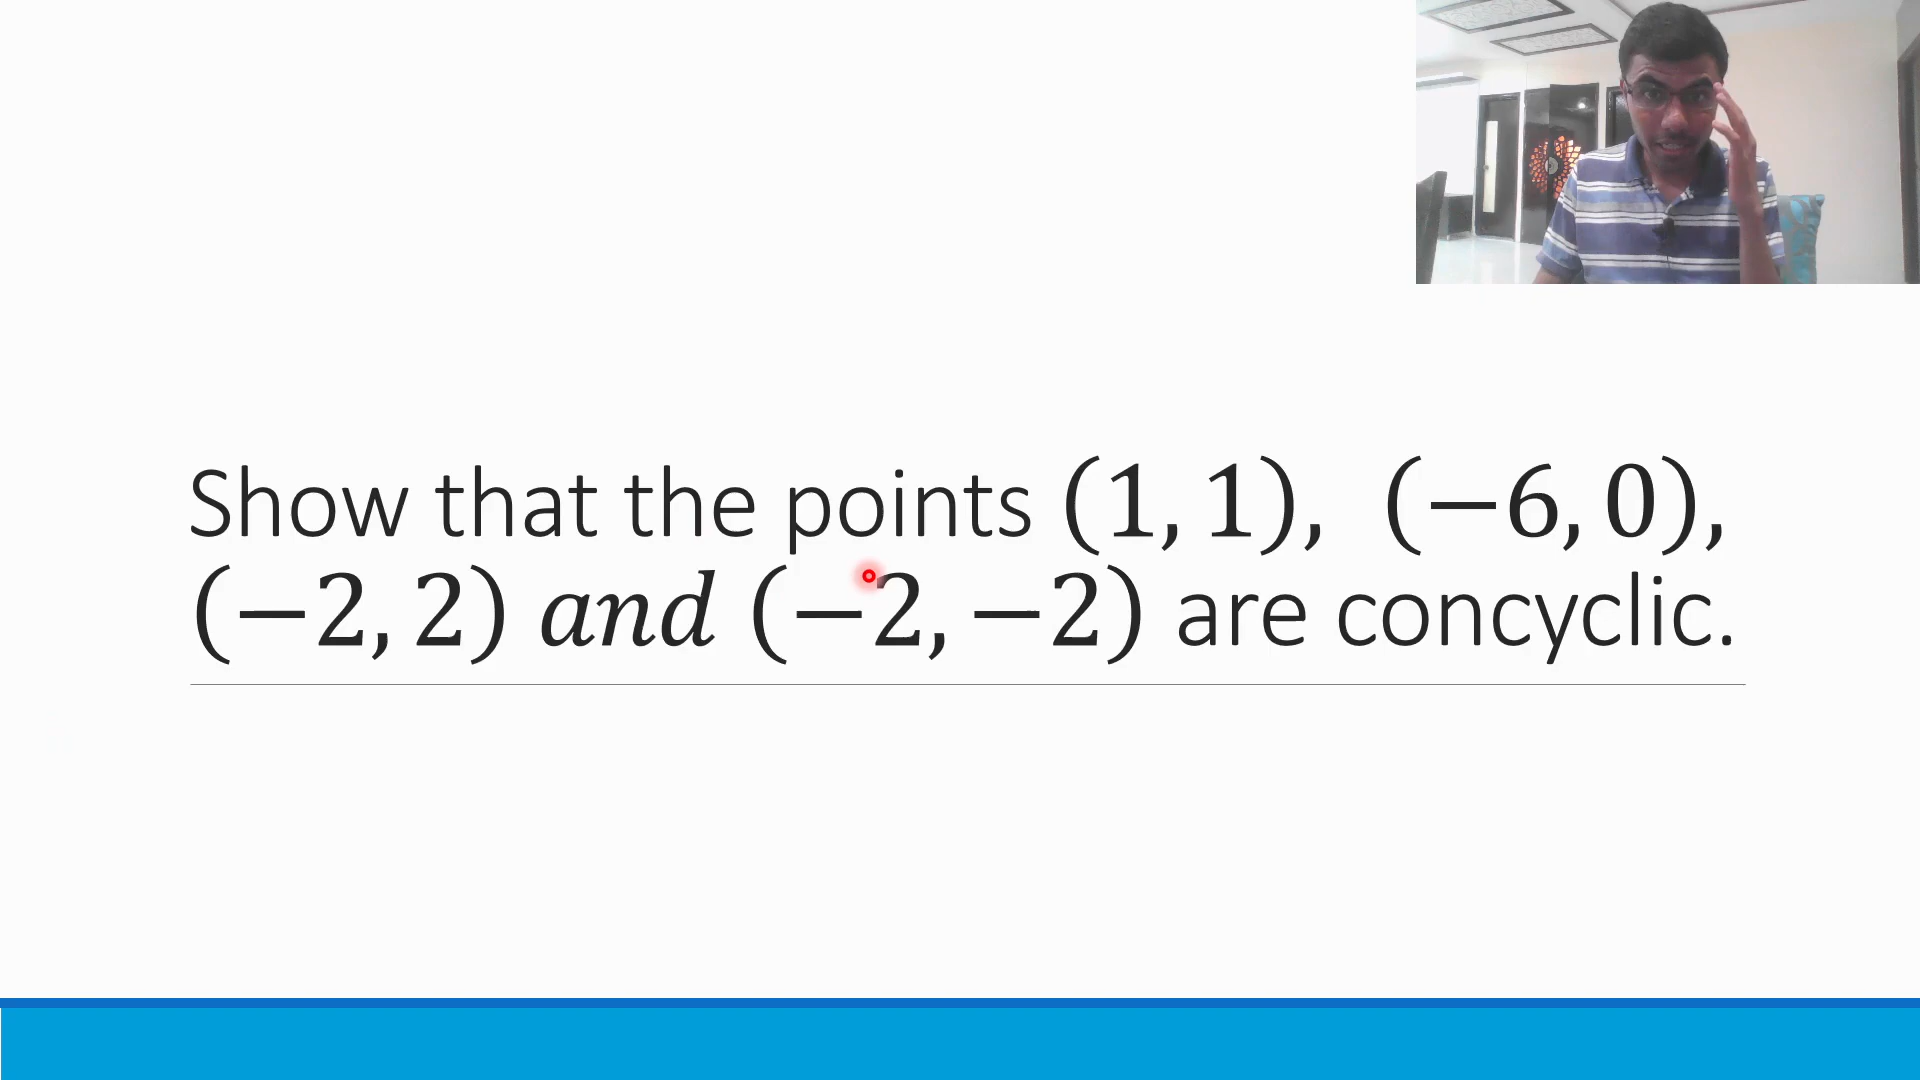 Show that the points (1, 1), (−6, 0),
(−2, 2) and (−2, −2) are concyclic.